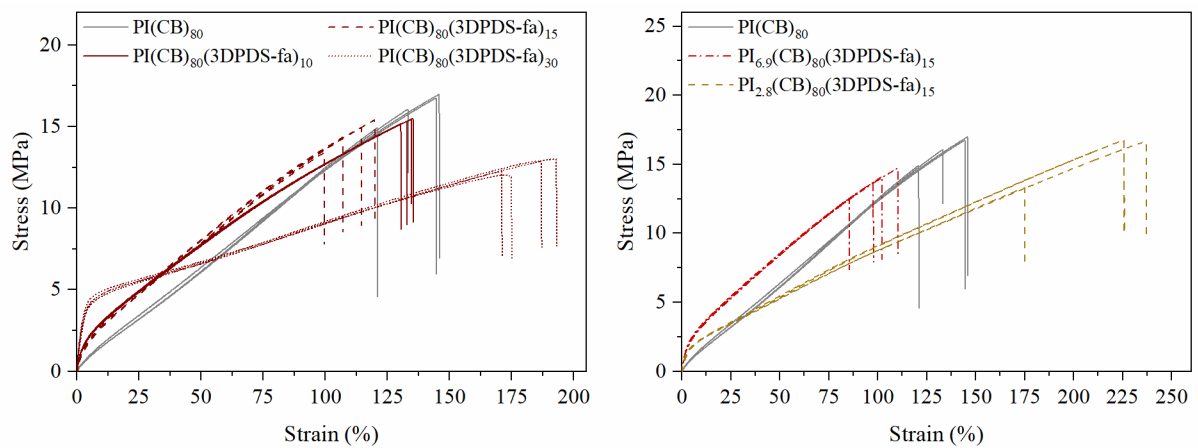 PI(CB)80
PI(CB)80(3DPDS-fa)15
PI(CB)80(3DPDS-fa)10
PI(CB)80(3DPDS-fa)30
Stress (MPa)
20
15
10
5
0
0 25 50 75 100 125 150 175 200
Strain (%)
PI(CB)80
PI6.9(CB)80(3DPDS-fa)15
PI2.8(CB)80(3DPDS-fa)15
Stress (MPa)
25
20
15
10
5
0
0 25 50 75 100 125 150 175 200 225 250
Strain (%)